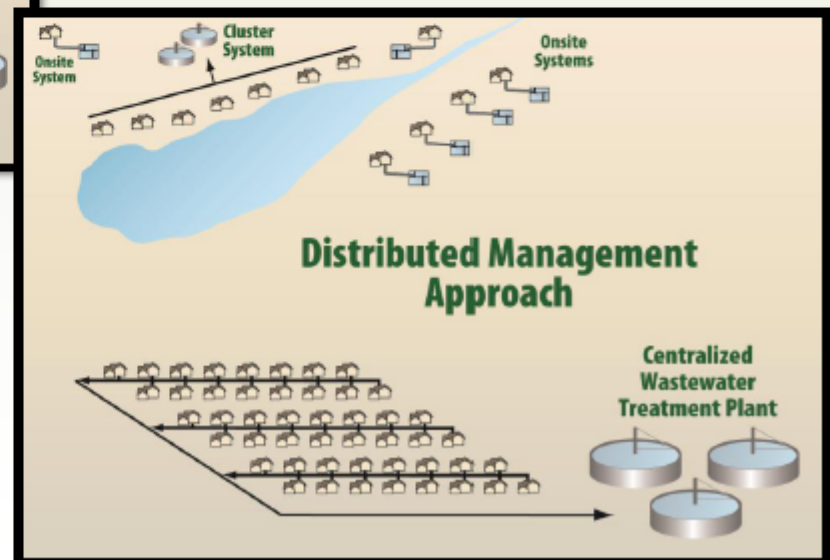 Cluster
System
Onsite
System
Onsite
Systems
Distributed Management
Approach
Centralized
Wastewater
Treatment Plant